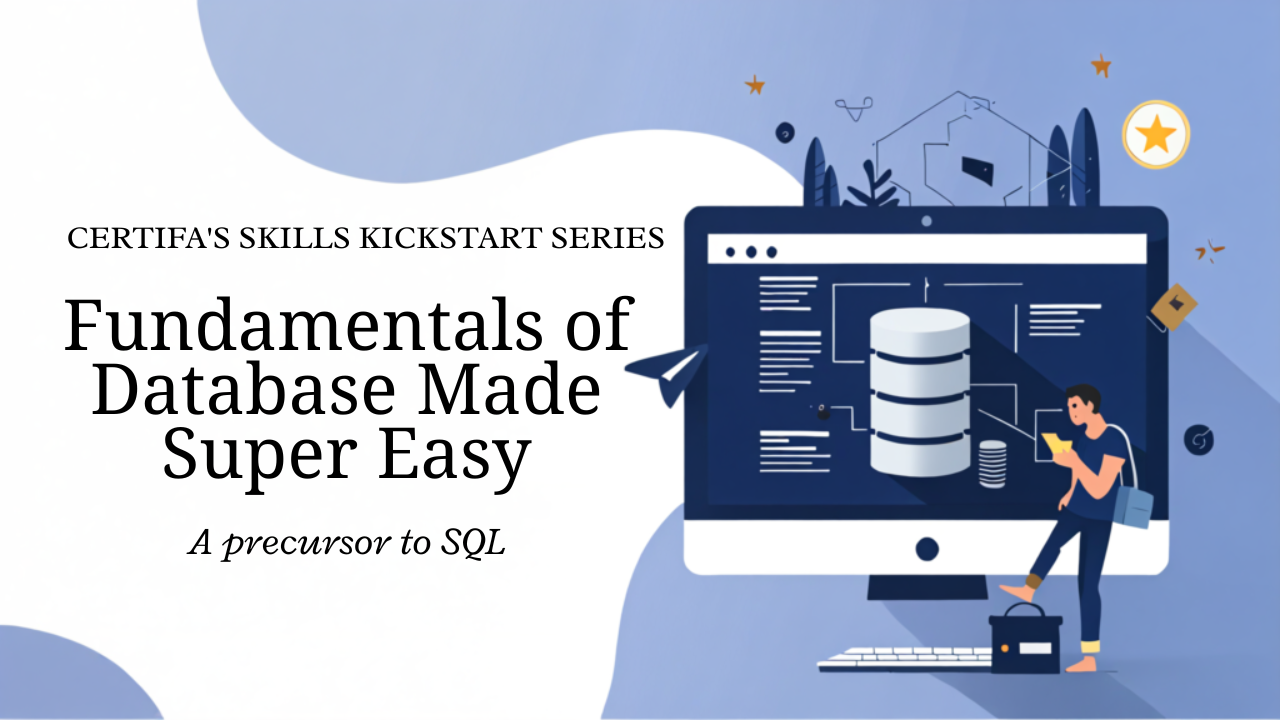 CERTIFA'S SKILLS KICKSTART SERIES
Fundamentals of
Database Made
Super Easy
A precursor to SQL